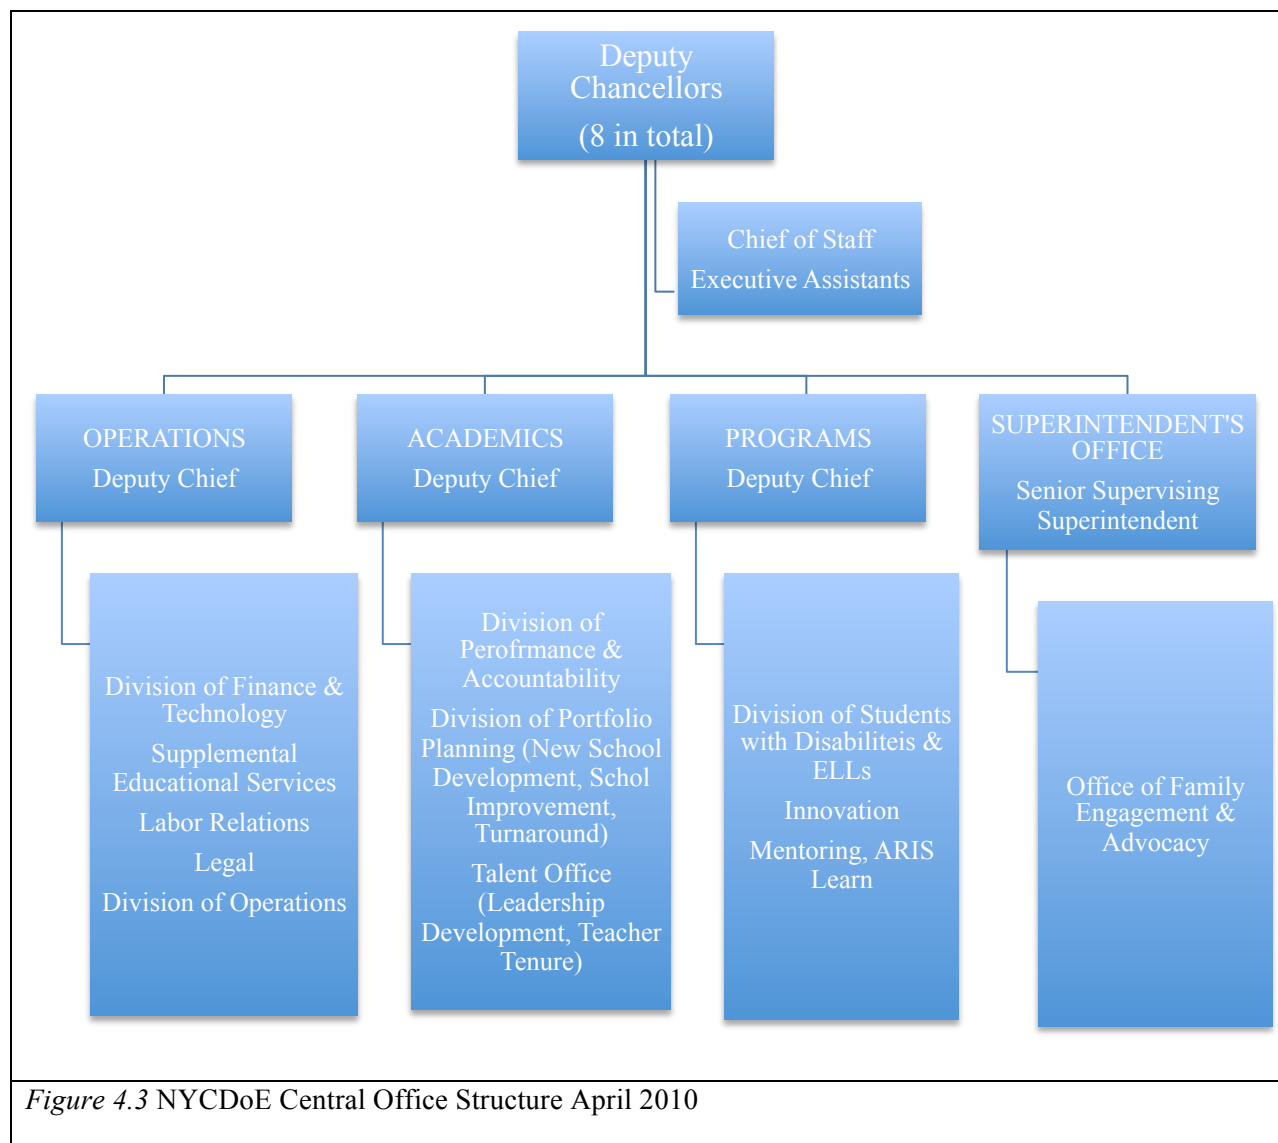 Deputy
Chancellors
(8 in total)
Chief of Staff
Executive Assistants
OPERATIONS
Deputy Chief
ACADEMICS
Deputy Chief
PROGRAMS
Deputy Chief
SUPERINTENDENT'S
OFFICE
Senior Supervising
Superintendent
Division of Finance &
Technology
Supplemental
Educational Services
Labor Relations
Legal
Division of Operations
Division of
Perofrmance &
Accountability
Division of Portfolio
Planning (New School
Development, Schol
Improvement,
Turnaround)
Talent Office
(Leadership
Development, Teacher
Tenure)
Division of Students
with Disabiliteis &
ELLs
Innovation
Mentoring, ARIS
Learn
Office of Family
Engagement &
Advocacy
Figure 4.3 NYCDoE Central Office Structure April 2010